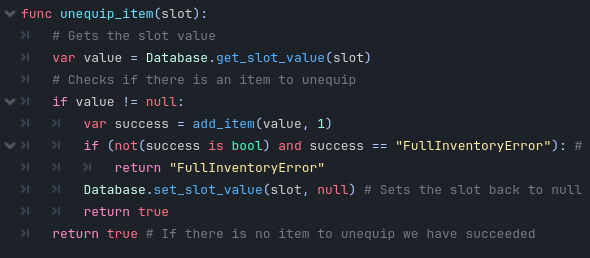 func unequip_item(slot):
# Gets the slot value
var value = Database.get_slot_value(slot)
# Checks if there is an item to unequip
if value != null:
var success = add_item(value, 1)
if (not(success is bool) and success == "FullInventoryError"): #
return "FullInventoryError"
Database.set_slot_value(slot, null) # Sets the slot back to null
return true
return true # If there is no item to unequip we have succeeded